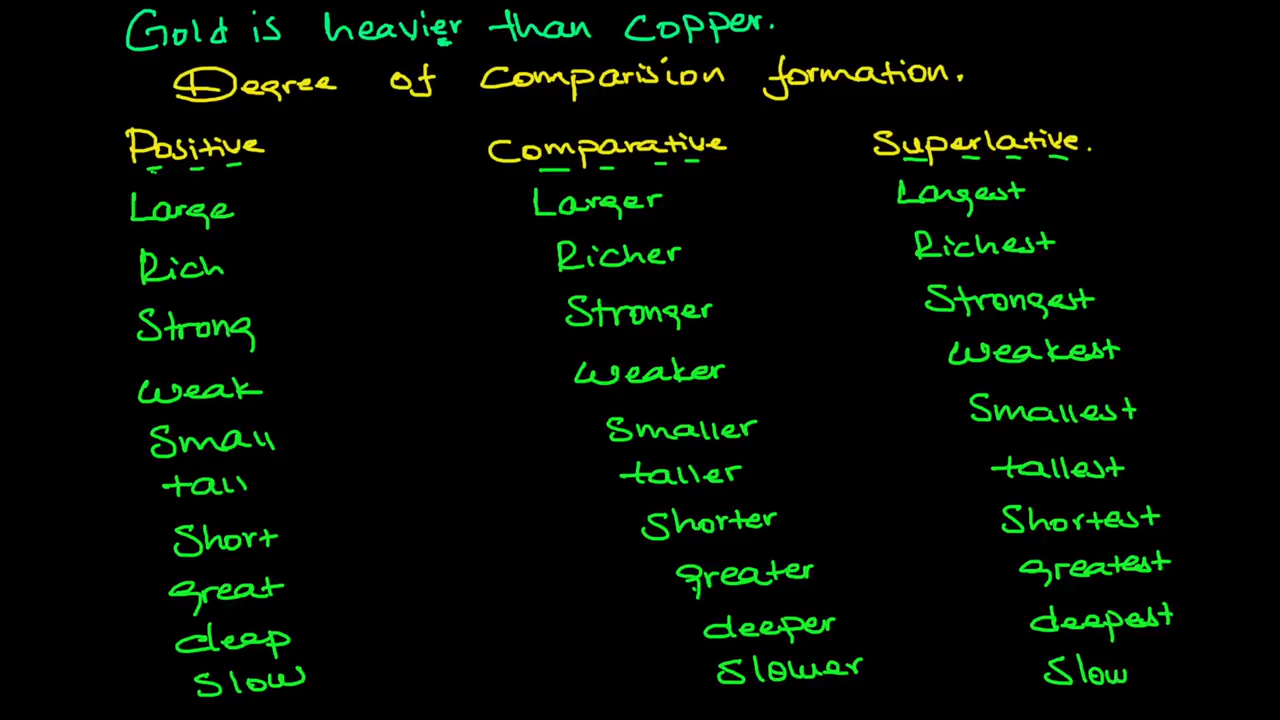 Gold is heavier than copper.
Degree of comparision formation.
Positive Comparative Superlative.
Large Larger Largest
Rich Richer Richest
Strong Stronger Strongest
weak weaker weakest
Small Smaller Smallest
tall taller tallest
Short Shorter Shortest
great greater greatest
deep deeper deepest
Slow Slower Slow